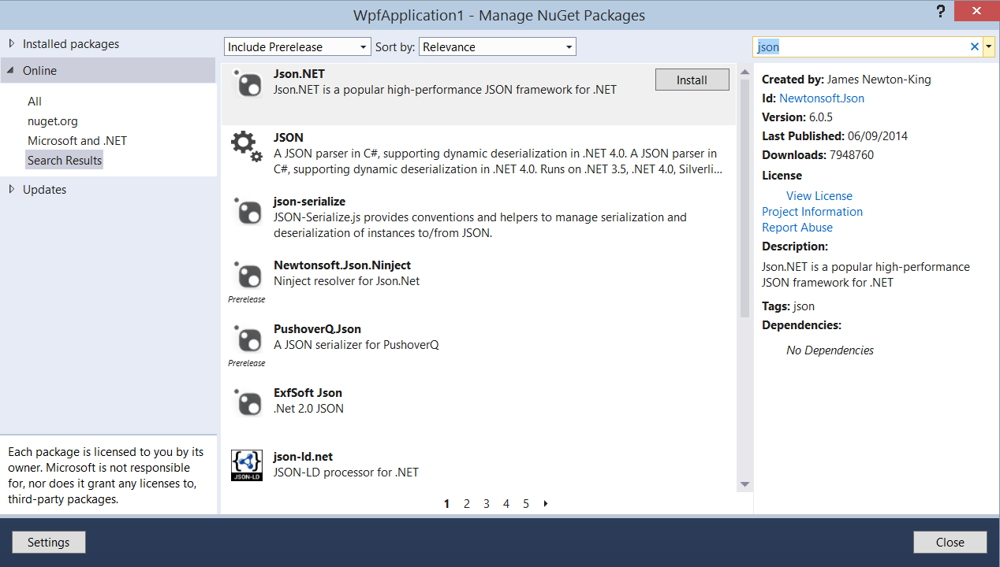 WpfApplication1 - Manage NuGet Packages
?
Installed packages
Online
All
nuget.org
Microsoft and .NET
Search Results
Updates
Each package is licensed to you by its
owner. Microsoft is not responsible
for, nor does it grant any licenses to,
third-party packages.
Include Prerelease
Sort by:
Relevance
Json.NET
Json.NET is a popular high-performance JSON framework for .NET
Install
JSON
A JSON parser in C#, supporting dynamic deserialization in .NET 4.0. A JSON parser in
C#, supporting dynamic deserialization in .NET 4.0. Runs on .NET 3.5, .NET 4.0, Silverli...
json-serialize
JSON-Serialize.js provides conventions and helpers to manage serialization and
deserialization of instances to/from JSON.
Newtonsoft.Json.Ninject
Ninject resolver for Json.Net
Prerelease
PushoverQ.Json
A JSON serializer for PushoverQ
Prerelease
ExfSoft Json
.Net 2.0 JSON
{ }
JSON-LD
json-ld.net
JSON-LD processor for .NET
1 2 3 4 5
json
Created by: James Newton-King
Id: Newtonsoft.Json
Version: 6.0.5
Last Published: 06/09/2014
Downloads: 7948760
License
View License
Project Information
Report Abuse
Description:
Json.NET is a popular high-performance
JSON framework for .NET
Tags: json
Dependencies:
No Dependencies
Settings
Close